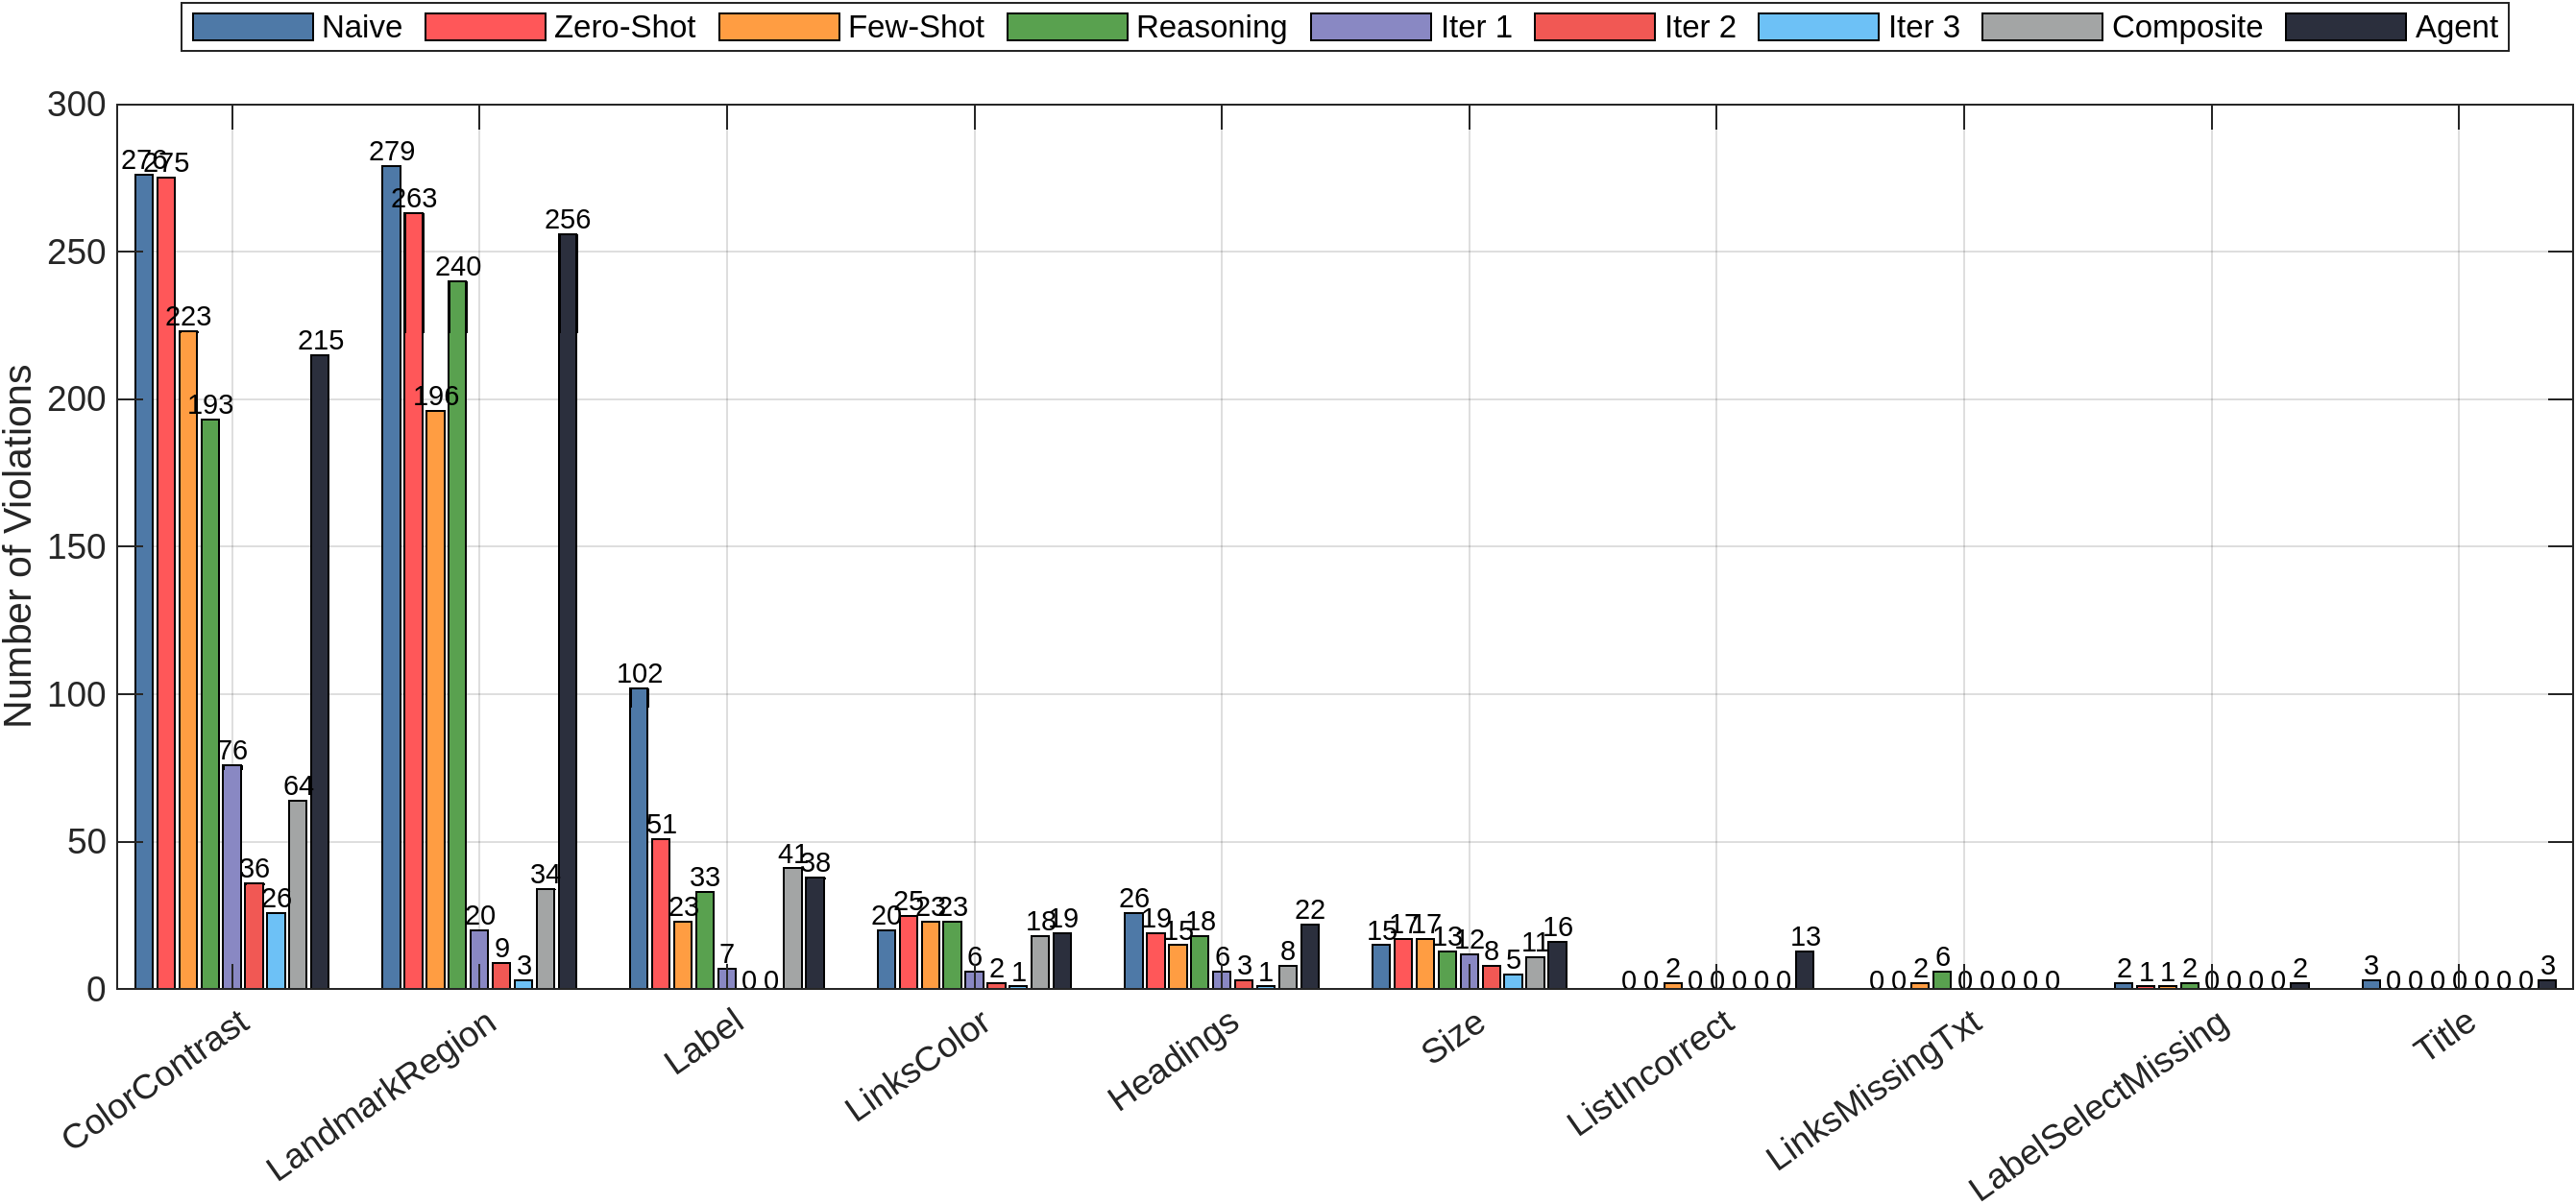 Naive Zero-Shot Few-Shot Reasoning Iter 1 Iter 2 Iter 3 Composite Agent
Number of Violations
300
250
200
150
100
50
0
276 275 223 193 76 36 26 64 215
279 263 196 240 20 9 3 34 256
102 51 23 33 7 0 0 41 38
20 25 23 23 6 2 1 18 19
26 19 15 18 6 3 1 8 22
15 17 17 13 12 8 5 11 16
0 0 2 0 0 0 0 0 13
0 0 2 6 0 0 0 0 0
2 1 1 2 0 0 0 0 2
3 0 0 0 0 0 0 0 3
ColorContrast
LandmarkRegion
Label
LinksColor
Headings
Size
ListIncorrect
LinksMissingTxt
LabelSelectMissing
Title